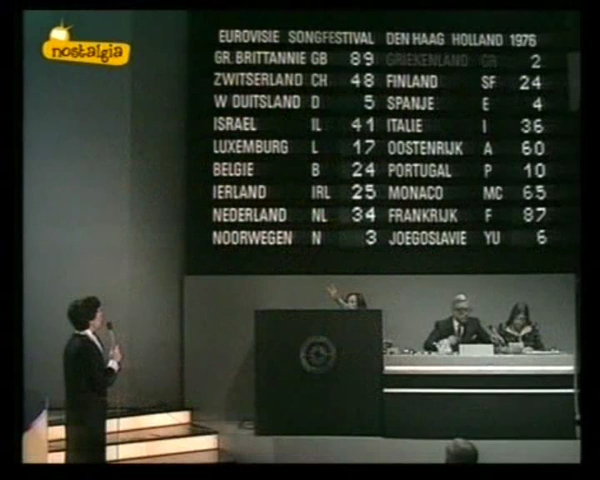 nostalgia
EUROVISIE SONGFESTIVAL DEN HAAG HOLLAND 1976
GR. BRITTANNIE GB 89 GRIEKENLAND GR 2
ZWITSERLAND CH 48 FINLAND SF 24
W DUITSLAND D 5 SPANJE E 4
ISRAEL IL 41 ITALIE I 36
LUXEMBURG L 17 OOSTENRIJK A 60
BELGIE B 24 PORTUGAL P 10
IERLAND IRL 25 MONACO MC 65
NEDERLAND NL 34 FRANKRIJK F 87
NOORWEGEN N 3 JOEGOSLAVIE YU 6